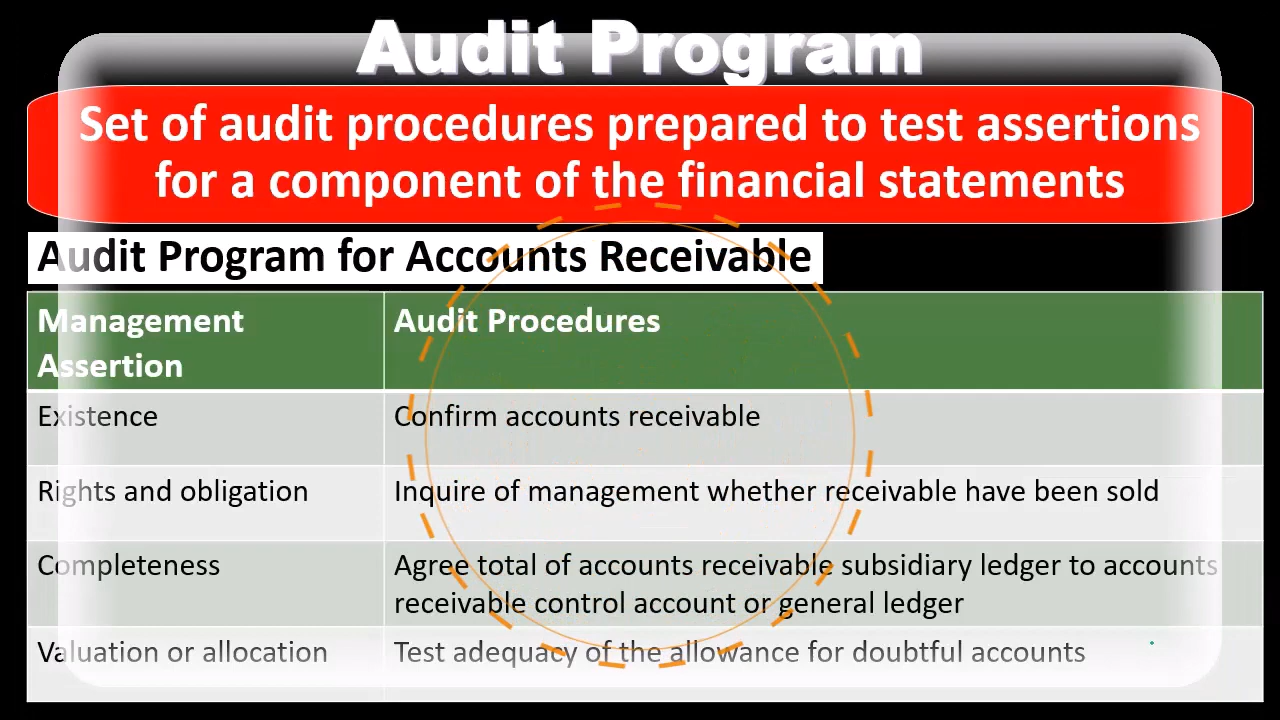 Audit Program
Set of audit procedures prepared to test assertions
for a component of the financial statements
Audit Program for Accounts Receivable
Management
Assertion
Audit Procedures
Existence
Confirm accounts receivable
Rights and obligation
Inquire of management whether receivable have been sold
Completeness
Agree total of accounts receivable subsidiary ledger to accounts
receivable control account or general ledger
Valuation or allocation
Test adequacy of the allowance for doubtful accounts